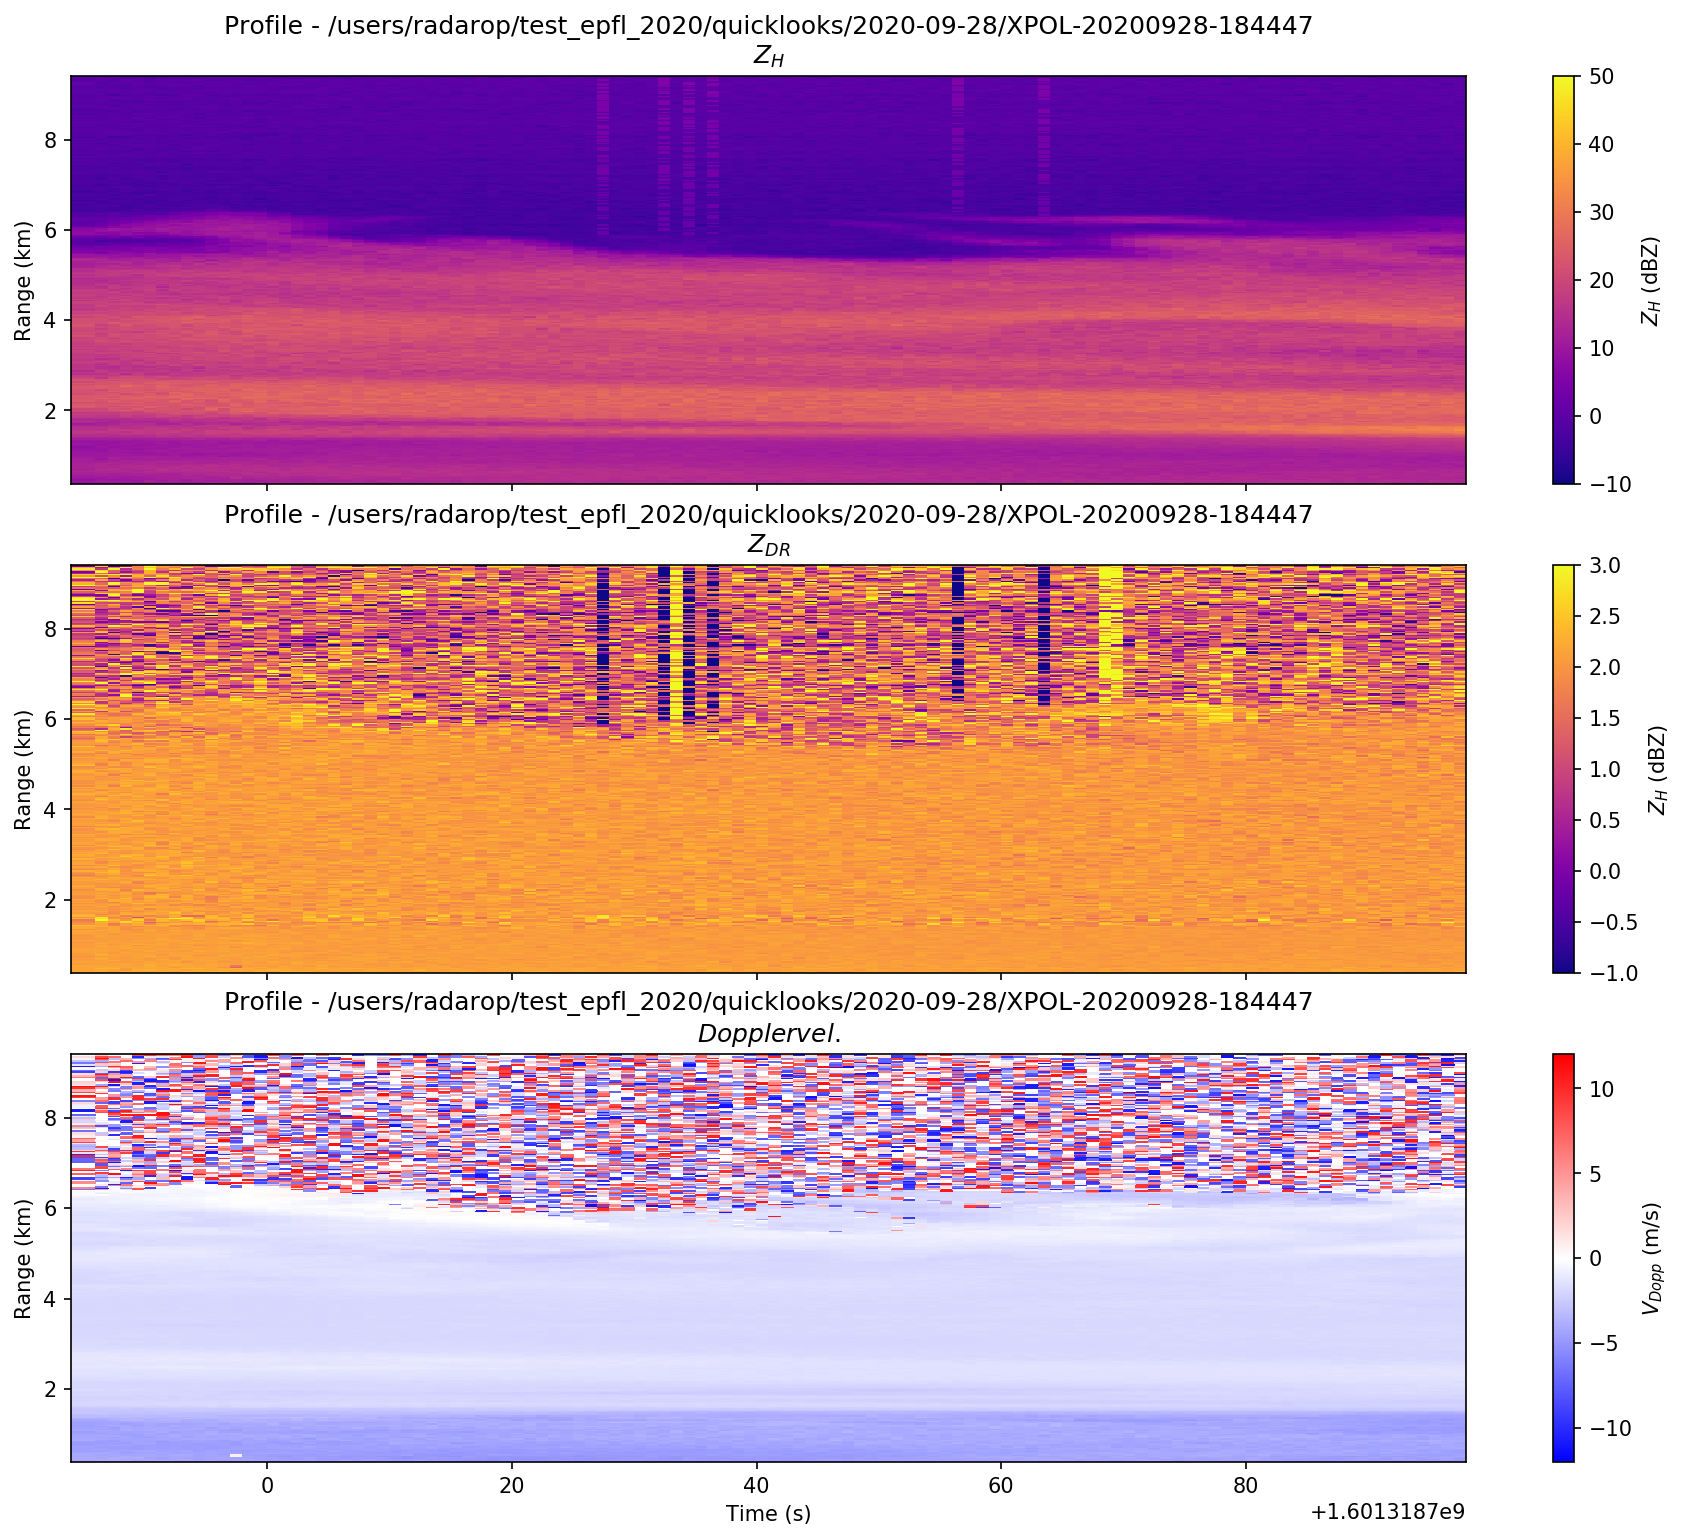 Profile - /users/radarop/test_epfl_2020/quicklooks/2020-09-28/XPOL-20200928-184447
Z_H
50
40
30
20
10
0
−10
Z_H (dBZ)
8
6
4
2
Range (km)
Profile - /users/radarop/test_epfl_2020/quicklooks/2020-09-28/XPOL-20200928-184447
Z_DR
3.0
2.5
2.0
1.5
1.0
0.5
0.0
−0.5
−1.0
Z_H (dBZ)
8
6
4
2
Range (km)
Profile - /users/radarop/test_epfl_2020/quicklooks/2020-09-28/XPOL-20200928-184447
Dopplervel.
10
5
0
−5
−10
V_Dopp (m/s)
8
6
4
2
Range (km)
0 20 40 60 80
Time (s)
+1.6013187e9